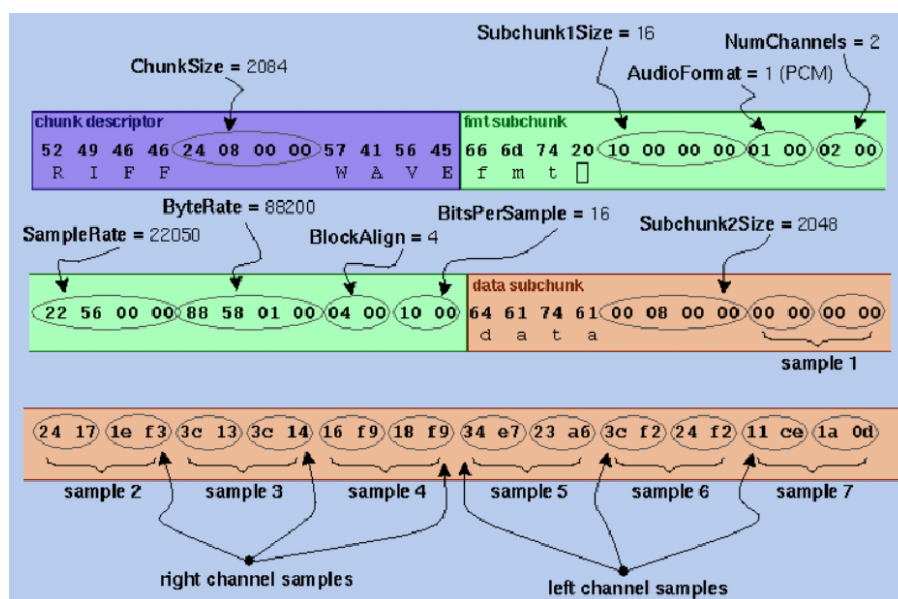 Subchunk1Size = 16
NumChannels = 2
ChunkSize = 2084
AudioFormat = 1 (PCM)
chunk descriptor
fmt subchunk
52 49 46 46 24 08 00 00 57 41 56 45 66 6d 74 20 10 00 00 00 01 00 02 00
R I F F W A V E f m t
ByteRate = 88200
BitsPerSample = 16
SampleRate = 22050
BlockAlign = 4
Subchunk2Size = 2048
data subchunk
22 56 00 00 88 58 01 00 04 00 10 00 64 61 74 61 00 08 00 00 00 00 00 00
d a t a
sample 1
24 17 1e f3 3c 13 3c 14 16 f9 18 f9 34 e7 23 a6 3c f2 24 f2 11 ce 1a 0d
sample 2 sample 3 sample 4 sample 5 sample 6 sample 7
right channel samples
left channel samples